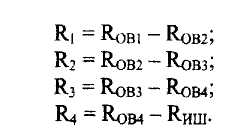 R₁ = R_ОВ1 − R_ОВ2;
R₂ = R_ОВ2 − R_ОВ3;
R₃ = R_ОВ3 − R_ОВ4;
R₄ = R_ОВ4 − R_ИШ.